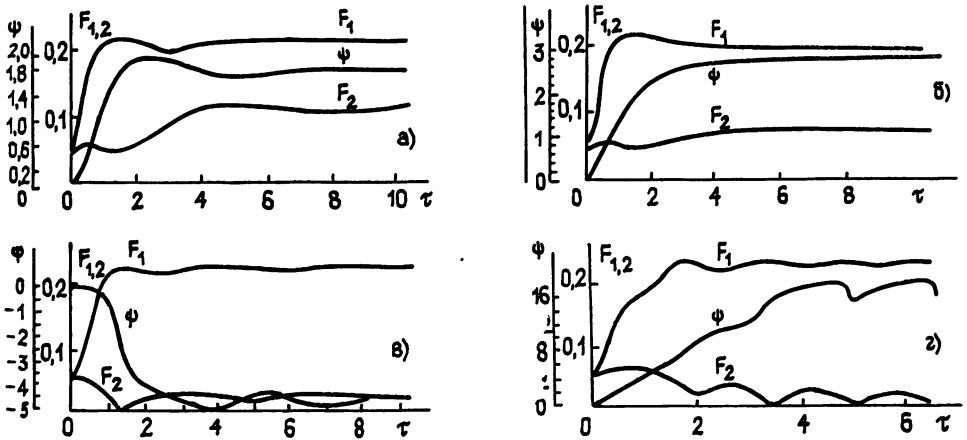 ψ F₁,₂ F₁
2,0 0,2
1,8 ψ
1,4
1,0 0,1 F₂
0,6 а)
0,2
0 0 2 4 6 8 10 τ
ψ F₁,₂ F₁
3 0,2
ψ
2 б)
0,1 F₂
1
0 0 2 4 6 8 τ
φ F₁,₂ F₁
0 0,2
-1 ψ
-2
-3 0,1 в)
-4 F₂
-5 0 2 4 6 8 τ
ψ F₁,₂ F₁
0,2
16 ψ
8 0,1 г)
F₂
0 0 2 4 6 τ